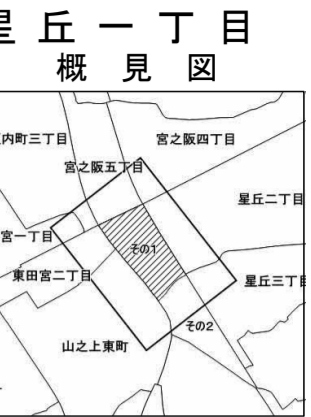 星丘一丁目
概見図
内町三丁目
宮之阪四丁目
宮之阪五丁目
星丘二丁目
宮一丁目
その1
東田宮二丁目
星丘三丁目
その2
山之上東町